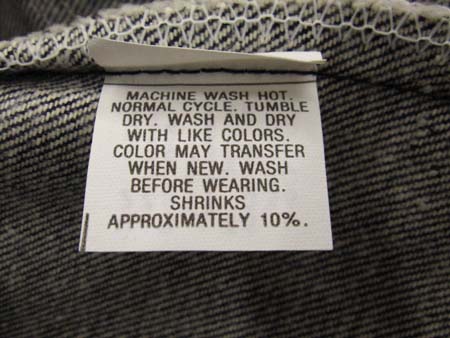 MACHINE WASH HOT.
NORMAL CYCLE. TUMBLE
DRY. WASH AND DRY
WITH LIKE COLORS.
COLOR MAY TRANSFER
WHEN NEW. WASH
BEFORE WEARING.
SHRINKS
APPROXIMATELY 10%.